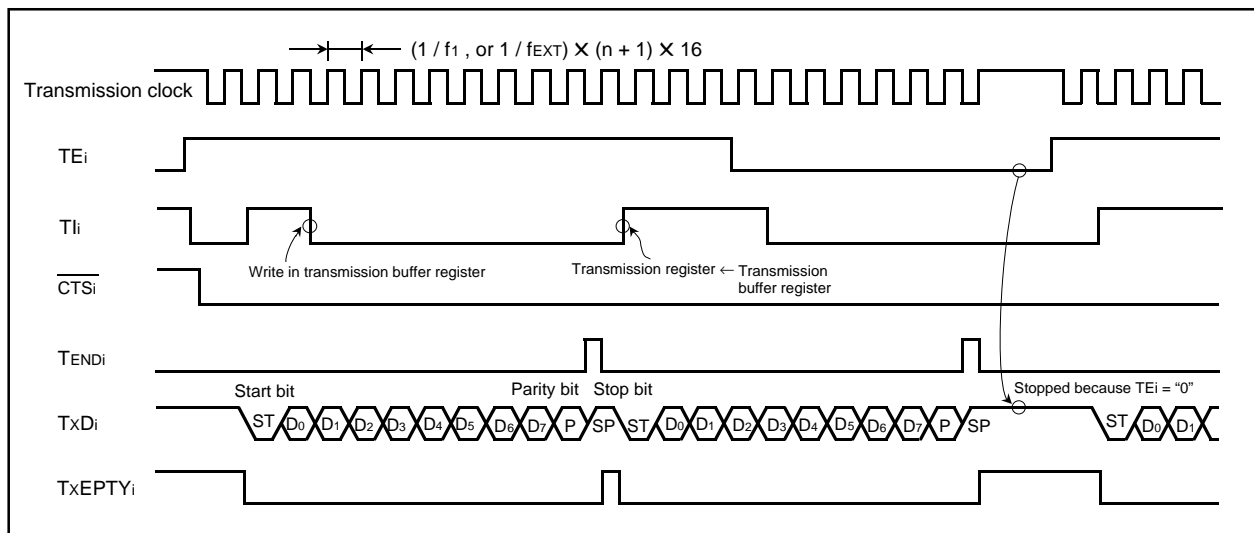 (1 / f1 , or 1 / fEXT) × (n + 1) × 16
Transmission clock
TEi
TIi
Write in transmission buffer register
Transmission register ← Transmission
buffer register
CTSi
TENDi
Start bit
Parity bit
Stop bit
Stopped because TEi = “0”
TXDi
ST D0 D1 D2 D3 D4 D5 D6 D7 P SP ST D0 D1 D2 D3 D4 D5 D6 D7 P SP ST D0 D1
TXEPTYi